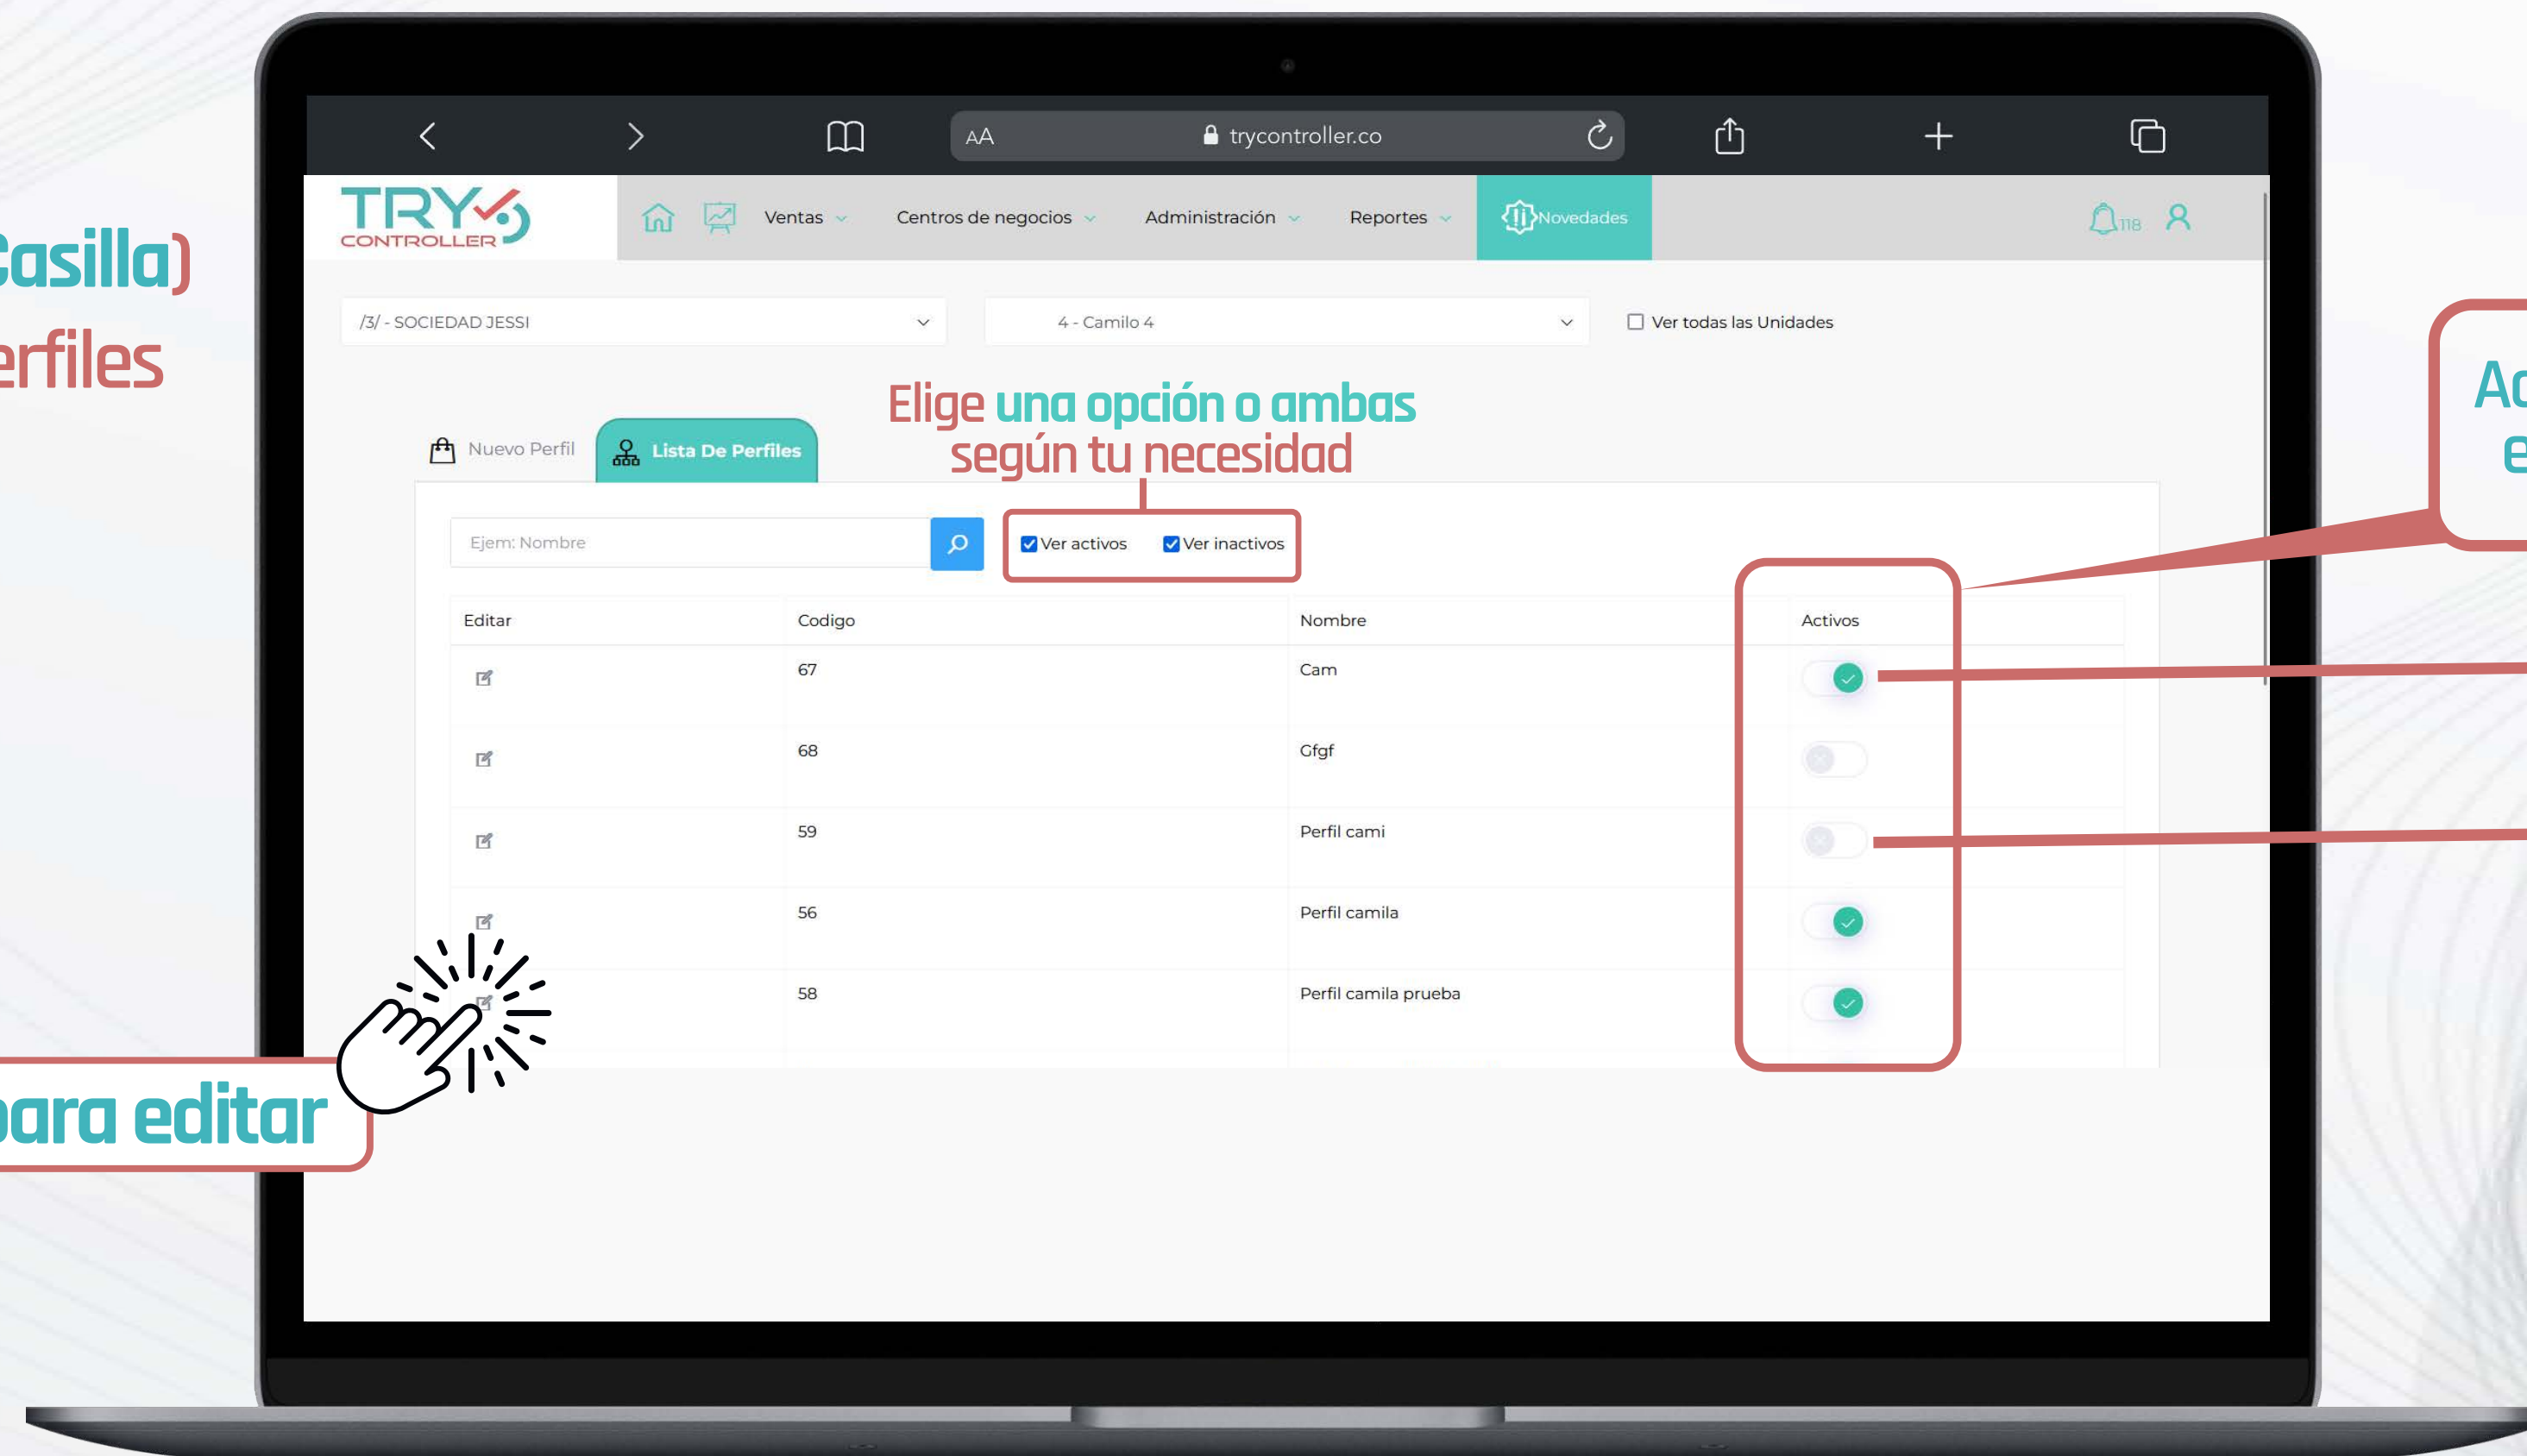 AA
trycontroller.co
TRY
CONTROLLER
Ventas
Centros de negocios
Administración
Reportes
Novedades
118
Casilla)
erfiles
/3/ - SOCIEDAD JESSI
4 - Camilo 4
Ver todas las Unidades
Elige una opción o ambas
según tu necesidad
Nuevo Perfil
Lista De Perfiles
Ejem: Nombre
Ver activos
Ver inactivos
Editar
Codigo
Nombre
Activos
67
Cam
68
Gfgf
59
Perfil cami
56
Perfil camila
58
Perfil camila prueba
para editar